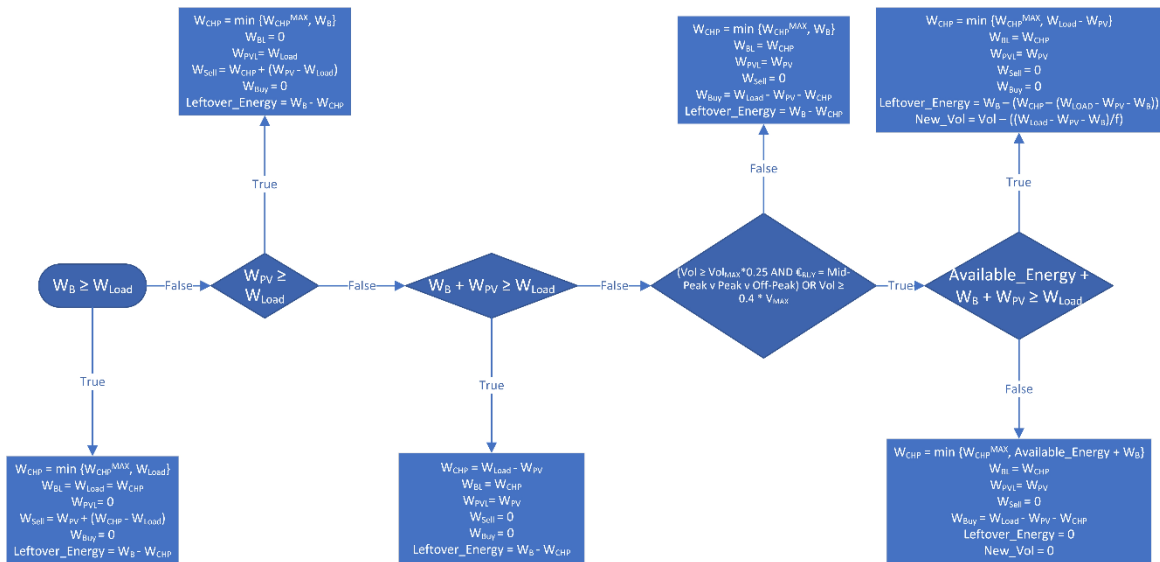 W_CHP = min {W_CHP^MAX, W_B}
W_BL = 0
W_PVL = W_Load
W_Sell = W_CHP + (W_PV - W_Load)
W_Buy = 0
Leftover_Energy = W_B - W_CHP
W_CHP = min {W_CHP^MAX, W_B}
W_BL = W_CHP
W_PVL = W_PV
W_Sell = 0
W_Buy = W_Load - W_PV - W_CHP
Leftover_Energy = W_B - W_CHP
W_CHP = min {W_CHP^MAX, W_Load - W_PV}
W_BL = W_CHP
W_PVL = W_PV
W_Sell = 0
W_Buy = 0
Leftover_Energy = W_B – (W_CHP – (W_LOAD - W_PV - W_B))
New_Vol = Vol – ((W_Load - W_PV - W_B)/f)
True
False
True
W_B ≥ W_Load
False
W_PV ≥
W_Load
False
W_B + W_PV ≥ W_Load
False
(Vol ≥ Vol_MAX*0.25 AND €_BUY = Mid-
Peak v Peak v Off-Peak) OR Vol ≥
0.4 * V_MAX
True
Available_Energy +
W_B + W_PV ≥ W_Load
True
True
False
W_CHP = min {W_CHP^MAX, W_Load}
W_BL = W_Load = W_CHP
W_PVL = 0
W_Sell = W_PV + (W_CHP - W_Load)
W_Buy = 0
Leftover_Energy = W_B - W_CHP
W_CHP = W_Load - W_PV
W_BL = W_CHP
W_PVL = W_PV
W_Sell = 0
W_Buy = 0
Leftover_Energy = W_B - W_CHP
W_CHP = min {W_CHP^MAX, Available_Energy + W_B}
W_BL = W_CHP
W_PVL = W_PV
W_Sell = 0
W_Buy = W_Load - W_PV - W_CHP
Leftover_Energy = 0
New_Vol = 0